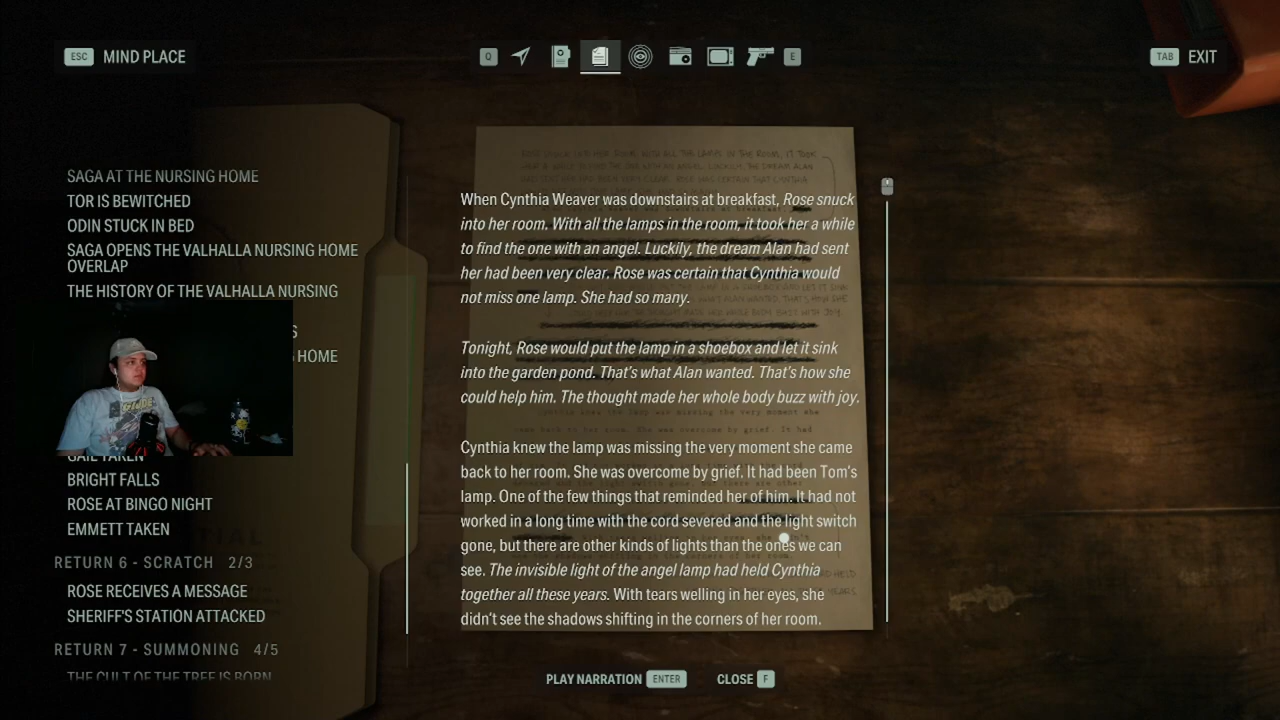 ESC MIND PLACE
Q
E
TAB EXIT
SAGA AT THE NURSING HOME
TOR IS BEWITCHED
ODIN STUCK IN BED
SAGA OPENS THE VALHALLA NURSING HOME
OVERLAP
THE HISTORY OF THE VALHALLA NURSING
S
HOME
GAIL TAKEN
BRIGHT FALLS
ROSE AT BINGO NIGHT
EMMETT TAKEN
RETURN 6 - SCRATCH 2/3
ROSE RECEIVES A MESSAGE
SHERIFF'S STATION ATTACKED
RETURN 7 - SUMMONING 4/5
THE CULT OF THE TREE IS BORN
When Cynthia Weaver was downstairs at breakfast, Rose snuck
into her room. With all the lamps in the room, it took her a while
to find the one with an angel. Luckily, the dream Alan had sent
her had been very clear. Rose was certain that Cynthia would
not miss one lamp. She had so many.
Tonight, Rose would put the lamp in a shoebox and let it sink
into the garden pond. That's what Alan wanted. That's how she
could help him. The thought made her whole body buzz with joy.
Cynthia knew the lamp was missing the very moment she came
back to her room. She was overcome by grief. It had been Tom's
lamp. One of the few things that reminded her of him. It had not
worked in a long time with the cord severed and the light switch
gone, but there are other kinds of lights than the ones we can
see. The invisible light of the angel lamp had held Cynthia
together all these years. With tears welling in her eyes, she
didn't see the shadows shifting in the corners of her room.
PLAY NARRATION ENTER CLOSE F